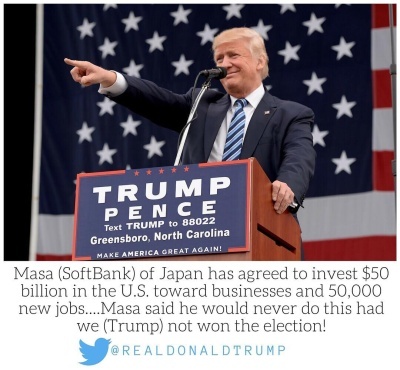 TRUMP
PENCE
Text TRUMP to 88022
Greensboro, North Carolina
MAKE AMERICA GREAT AGAIN!
Masa (SoftBank) of Japan has agreed to invest $50
billion in the U.S. toward businesses and 50,000
new jobs....Masa said he would never do this had
we (Trump) not won the election!
@REALDONALDTRUMP